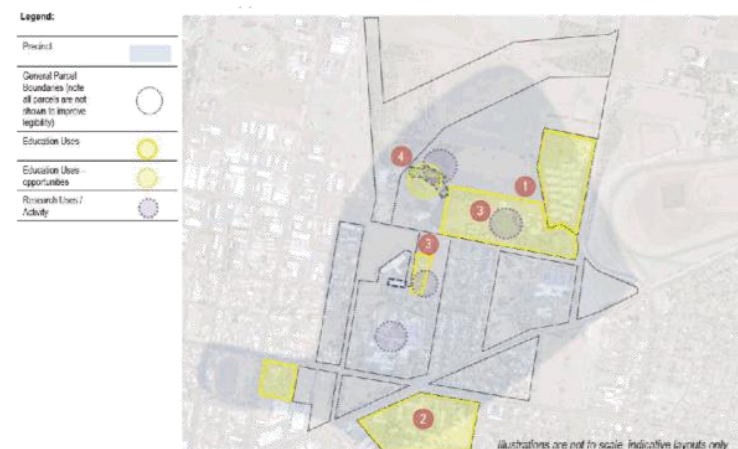 Legend:
Precinct
General Parcel
Boundaries (note
all parcels are not
shown to improve
legibility)
Education Uses
Education Uses -
opportunities
Research Uses /
Activity
4
1
3
3
2
Illustrations are not to scale, indicative layouts only